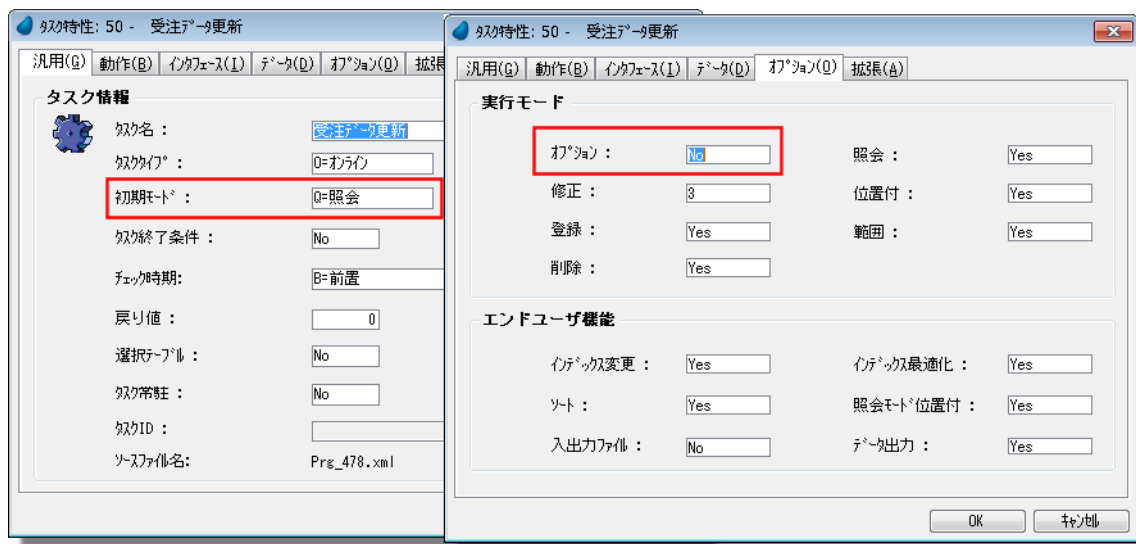 ﾀｽｸ特性: 50 -   受注ﾃﾞｰﾀ更新
汎用(G) 動作(B) ｲﾝﾀﾌｪｰｽ(I) ﾃﾞｰﾀ(D) ｵﾌﾟｼｮﾝ(O) 拡張
タスク情報
ﾀｽｸ名： 受注ﾃﾞｰﾀ更新
ﾀｽｸﾀｲﾌﾟ： O=ｵﾝﾗｲﾝ
初期ﾓｰﾄﾞ： Q=照会
ﾀｽｸ終了条件： No
ﾁｪｯｸ時期: B=前置
戻り値： 0
選択ﾃｰﾌﾞﾙ： No
ﾀｽｸ常駐： No
ﾀｽｸID：
ｿｰｽﾌｧｲﾙ名: Prg_478.xml
ﾀｽｸ特性: 50 -   受注ﾃﾞｰﾀ更新
汎用(G) 動作(B) ｲﾝﾀﾌｪｰｽ(I) ﾃﾞｰﾀ(D) ｵﾌﾟｼｮﾝ(O) 拡張(A)
実行モード
ｵﾌﾟｼｮﾝ： No 照会： Yes
修正： 3 位置付： Yes
登録： Yes 範囲： Yes
削除： Yes
エンドユーザ機能
ｲﾝﾃﾞｯｸｽ変更： Yes ｲﾝﾃﾞｯｸｽ最適化： Yes
ｿｰﾄ： Yes 照会ﾓｰﾄﾞ位置付： Yes
入出力ﾌｧｲﾙ： No ﾃﾞｰﾀ出力： Yes
OK ｷｬﾝｾﾙ